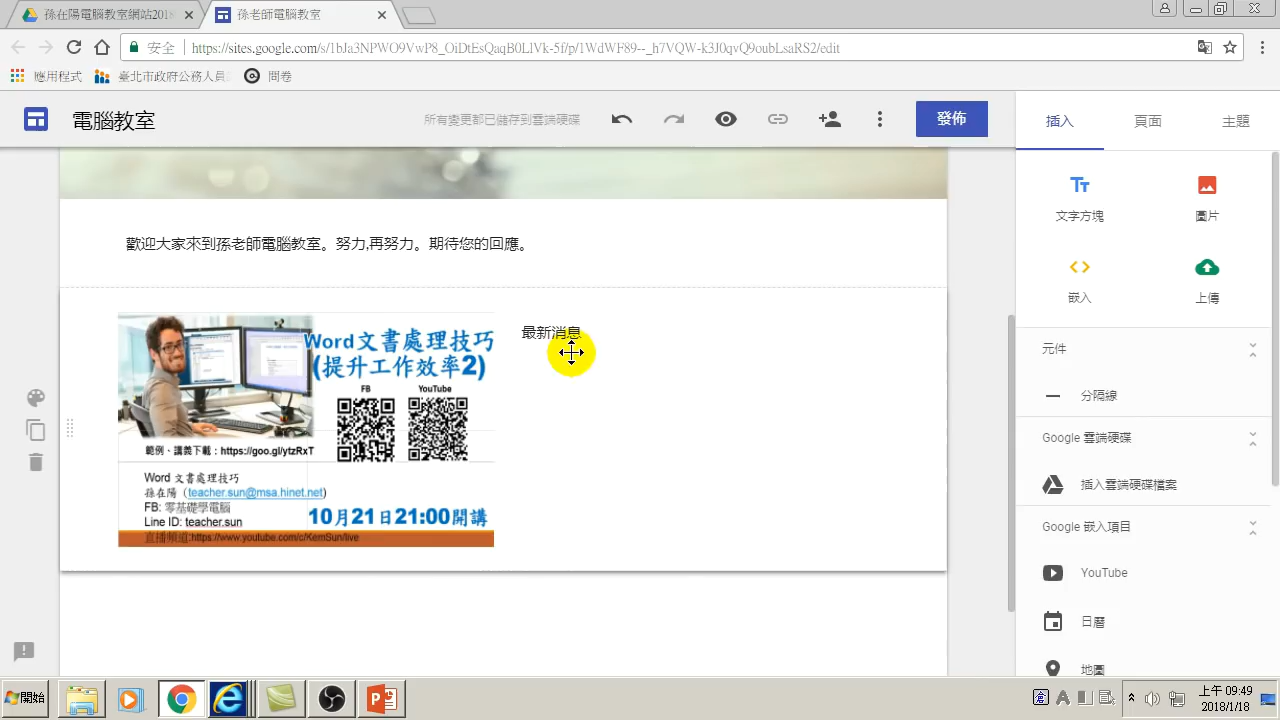 孫在陽電腦教室網站201
孫老師電腦教室
安全
https://sites.google.com/s/1bJa3NPWO9VwP8_OiDtEsQaqB0LIVk-5f/p/1WdWF89--_h7VQW-k3J0qvQ9oubLsaRS2/edit
應用程式
臺北市政府公務人員
問卷
電腦教室
所有變更都已儲存到雲端硬碟
發佈
插入
頁面
主題
文字方塊
圖片
嵌入
上傳
元件
分隔線
Google 雲端硬碟
插入雲端硬碟檔案
Google 嵌入項目
YouTube
日曆
地圖
歡迎大家來到孫老師電腦教室。努力,再努力。期待您的回應。
最新消息
Word文書處理技巧
(提升工作效率2)
FB
YouTube
範例、講義下載：https://goo.gl/ytzRxT
Word 文書處理技巧
孫在陽 (teacher.sun@msa.hinet.net)
FB: 零基礎學電腦
Line ID: teacher.sun
10月21日21:00開講
直播頻道:https://www.youtube.com/c/KemSun/live
開始
上午 09:49
2018/1/18